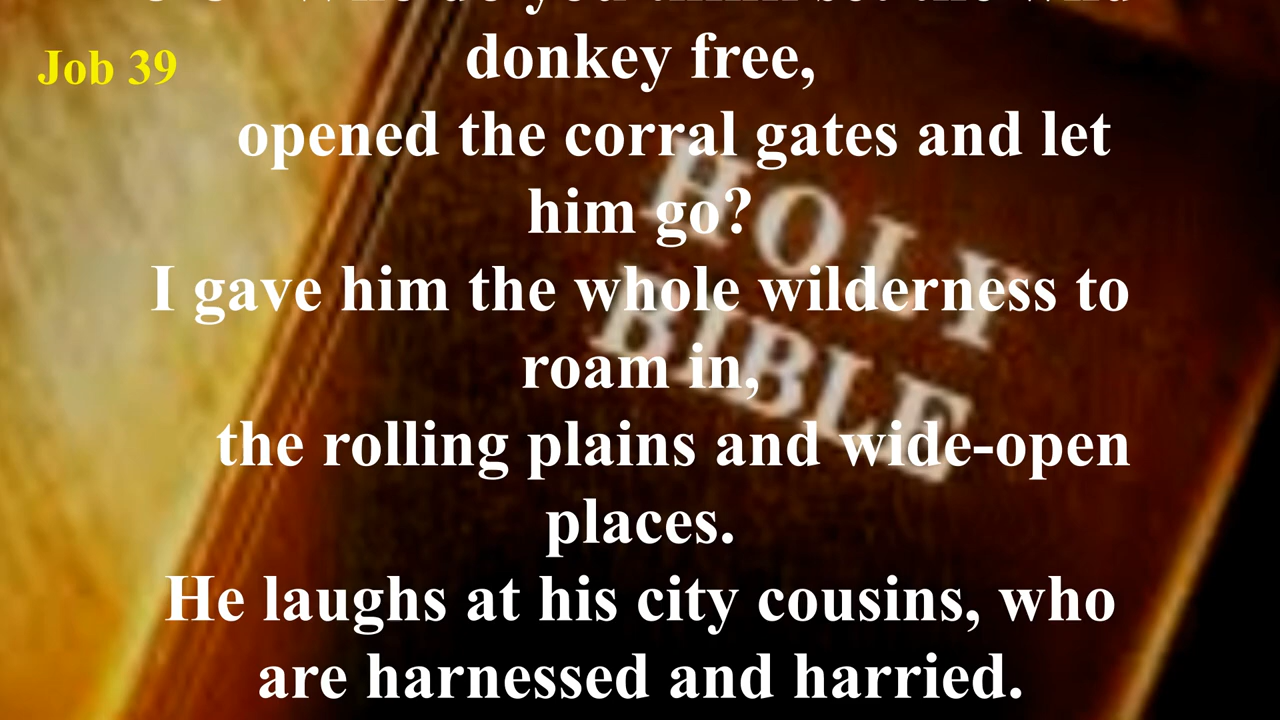 Job 39
donkey free,
opened the corral gates and let
him go?
I gave him the whole wilderness to
roam in,
the rolling plains and wide-open
places.
He laughs at his city cousins, who
are harnessed and harried.
HOLY
BIBLE